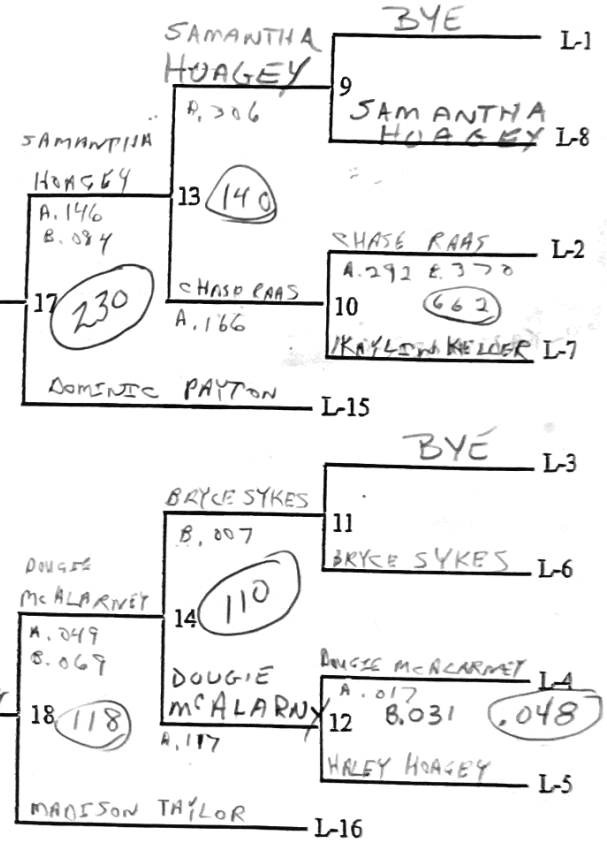 BYE
L-1
SAMANTHA
HOAGEY
9
A.306
SAMANTHA
HOAGEY
L-8
SAMANTHA
HOAGEY
13
140
A.146
B.084
CHASE RAAS
L-2
A.292 B.370
17
230
CHASE RAAS
10
662
A.166
KAYLIN KELDER
L-7
DOMINIC PAYTON
L-15
BYE
L-3
BRYCE SYKES
11
B.007
BRYCE SYKES
L-6
DOUGIE
MCALARNEY
14
110
A.049
B.069
DOUGIE
MCALARNY
DOUGIE MCALARNEY
L-4
A.017
B.031
.048
18
118
12
A.117
HALEY HOAGEY
L-5
MADISON TAYLOR
L-16